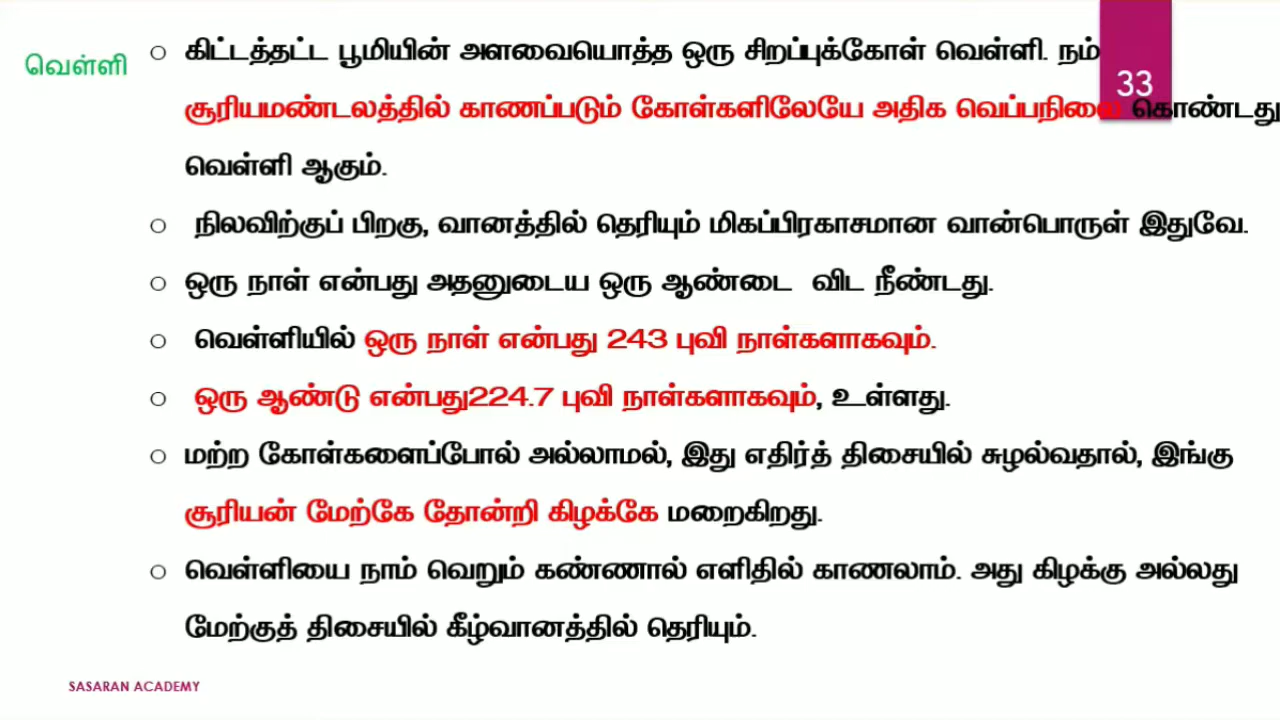 வெள்ளி
33
○ கிட்டத்தட்ட பூமியின் அளவையொத்த ஒரு சிறப்புக்கோள் வெள்ளி. நம்
சூரியமண்டலத்தில் காணப்படும் கோள்களிலேயே அதிக வெப்பநிலை கொண்டது
வெள்ளி ஆகும்.
○ நிலவிற்குப் பிறகு, வானத்தில் தெரியும் மிகப்பிரகாசமான வான்பொருள் இதுவே.
○ ஒரு நாள் என்பது அதனுடைய ஒரு ஆண்டை விட நீண்டது.
○ வெள்ளியில் ஒரு நாள் என்பது 243 புவி நாள்களாகவும்.
○ ஒரு ஆண்டு என்பது224.7 புவி நாள்களாகவும், உள்ளது.
○ மற்ற கோள்களைப்போல் அல்லாமல், இது எதிர்த் திசையில் சுழல்வதால், இங்கு
சூரியன் மேற்கே தோன்றி கிழக்கே மறைகிறது.
○ வெள்ளியை நாம் வெறும் கண்ணால் எளிதில் காணலாம். அது கிழக்கு அல்லது
மேற்குத் திசையில் கீழ்வானத்தில் தெரியும்.
SASARAN ACADEMY